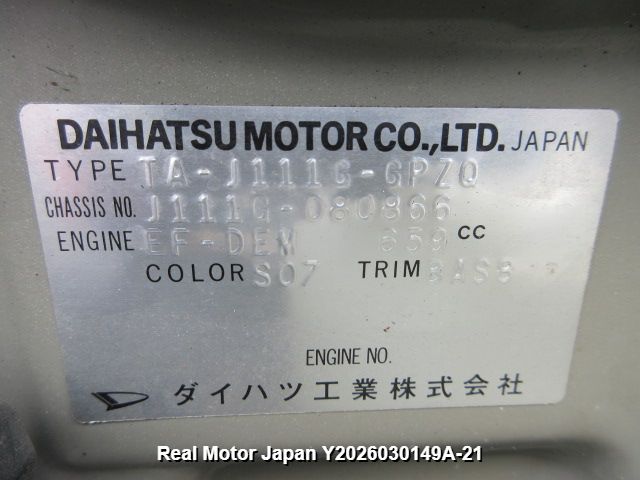 DAIHATSU MOTOR CO.,LTD. JAPAN
TYPE TA-J111G-GPZQ
CHASSIS NO. J111G-080866
ENGINE EF-DEM 659 CC
COLOR S07 TRIM
ENGINE NO.
ダイハツ工業株式会社
Real Motor Japan Y2026030149A-21